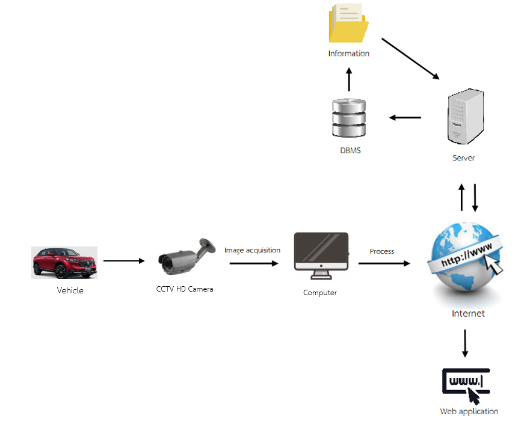 Information
DBMS
Server
Image acquisition
Process
http://www
Vehicle
CCTV HD Camera
Computer
Internet
www.
Web application